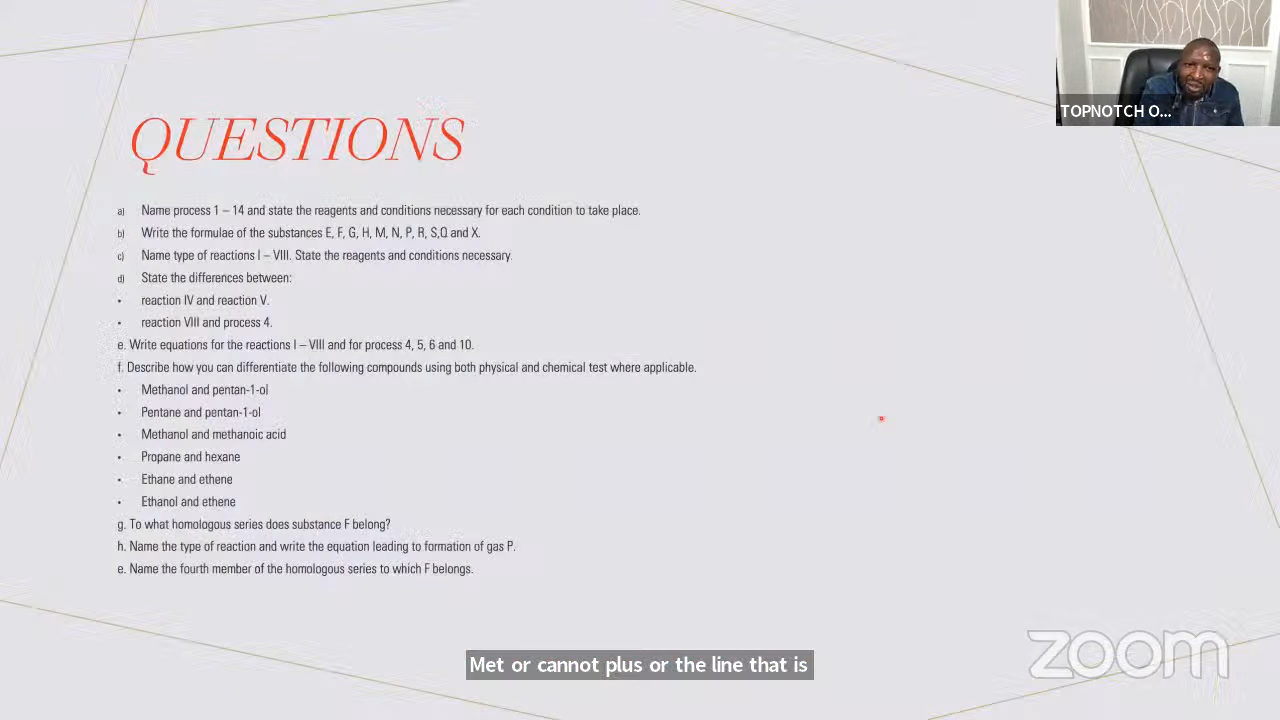 TOPNOTCH O...
QUESTIONS
a) Name process 1 – 14 and state the reagents and conditions necessary for each condition to take place.
b) Write the formulae of the substances E, F, G, H, M, N, P, R, S,Q and X.
c) Name type of reactions I – VIII. State the reagents and conditions necessary.
d) State the differences between:
• reaction IV and reaction V.
• reaction VIII and process 4.
e. Write equations for the reactions I – VIII and for process 4, 5, 6 and 10.
f. Describe how you can differentiate the following compounds using both physical and chemical test where applicable.
• Methanol and pentan-1-ol
• Pentane and pentan-1-ol
• Methanol and methanoic acid
• Propane and hexane
• Ethane and ethene
• Ethanol and ethene
g. To what homologous series does substance F belong?
h. Name the type of reaction and write the equation leading to formation of gas P.
e. Name the fourth member of the homologous series to which F belongs.
zoom
Met or cannot plus or the line that is